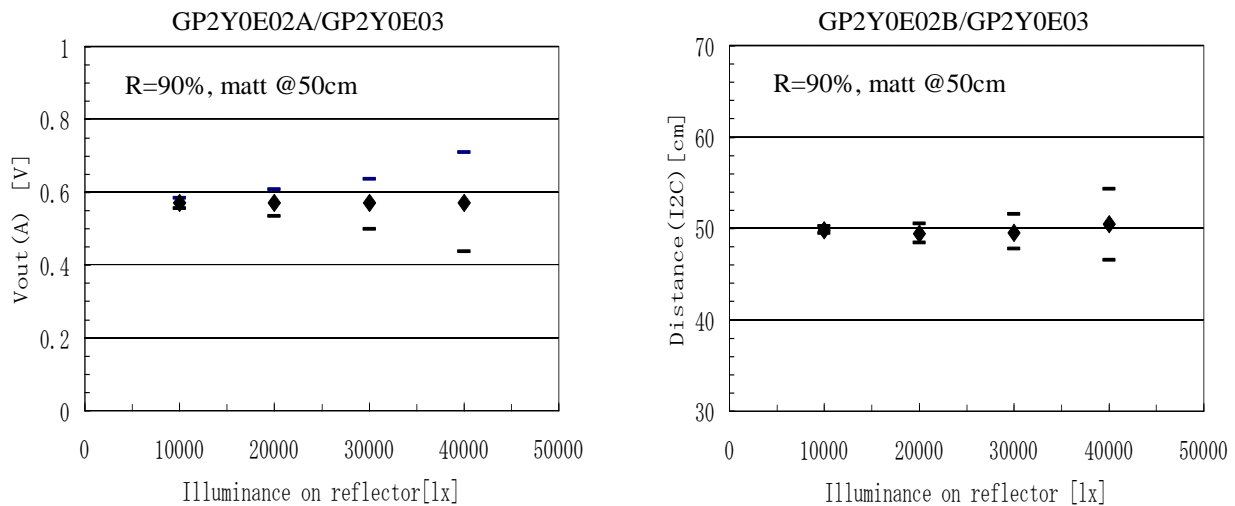 GP2Y0E02A/GP2Y0E03
R=90%, matt @50cm
Vout(A) [V]
1
0.8
0.6
0.4
0.2
0
0 10000 20000 30000 40000 50000
Illuminance on reflector[lx]
GP2Y0E02B/GP2Y0E03
R=90%, matt @50cm
Distance(I2C)[cm]
70
60
50
40
30
0 10000 20000 30000 40000 50000
Illuminance on reflector [lx]